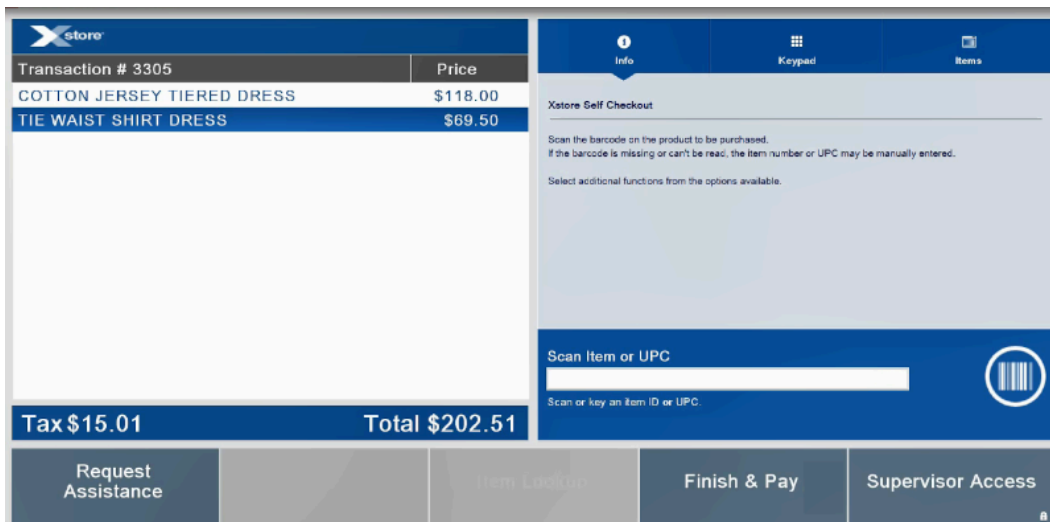 Xstore
Transaction # 3305 Price
COTTON JERSEY TIERED DRESS $118.00
TIE WAIST SHIRT DRESS $69.50
Tax $15.01 Total $202.51
Info Keypad Items
Xstore Self Checkout
Scan the barcode on the product to be purchased.
If the barcode is missing or can't be read, the item number or UPC may be manually entered.
Select additional functions from the options available.
Scan Item or UPC
Scan or key an item ID or UPC.
Request
Assistance
Item Lookup
Finish & Pay
Supervisor Access